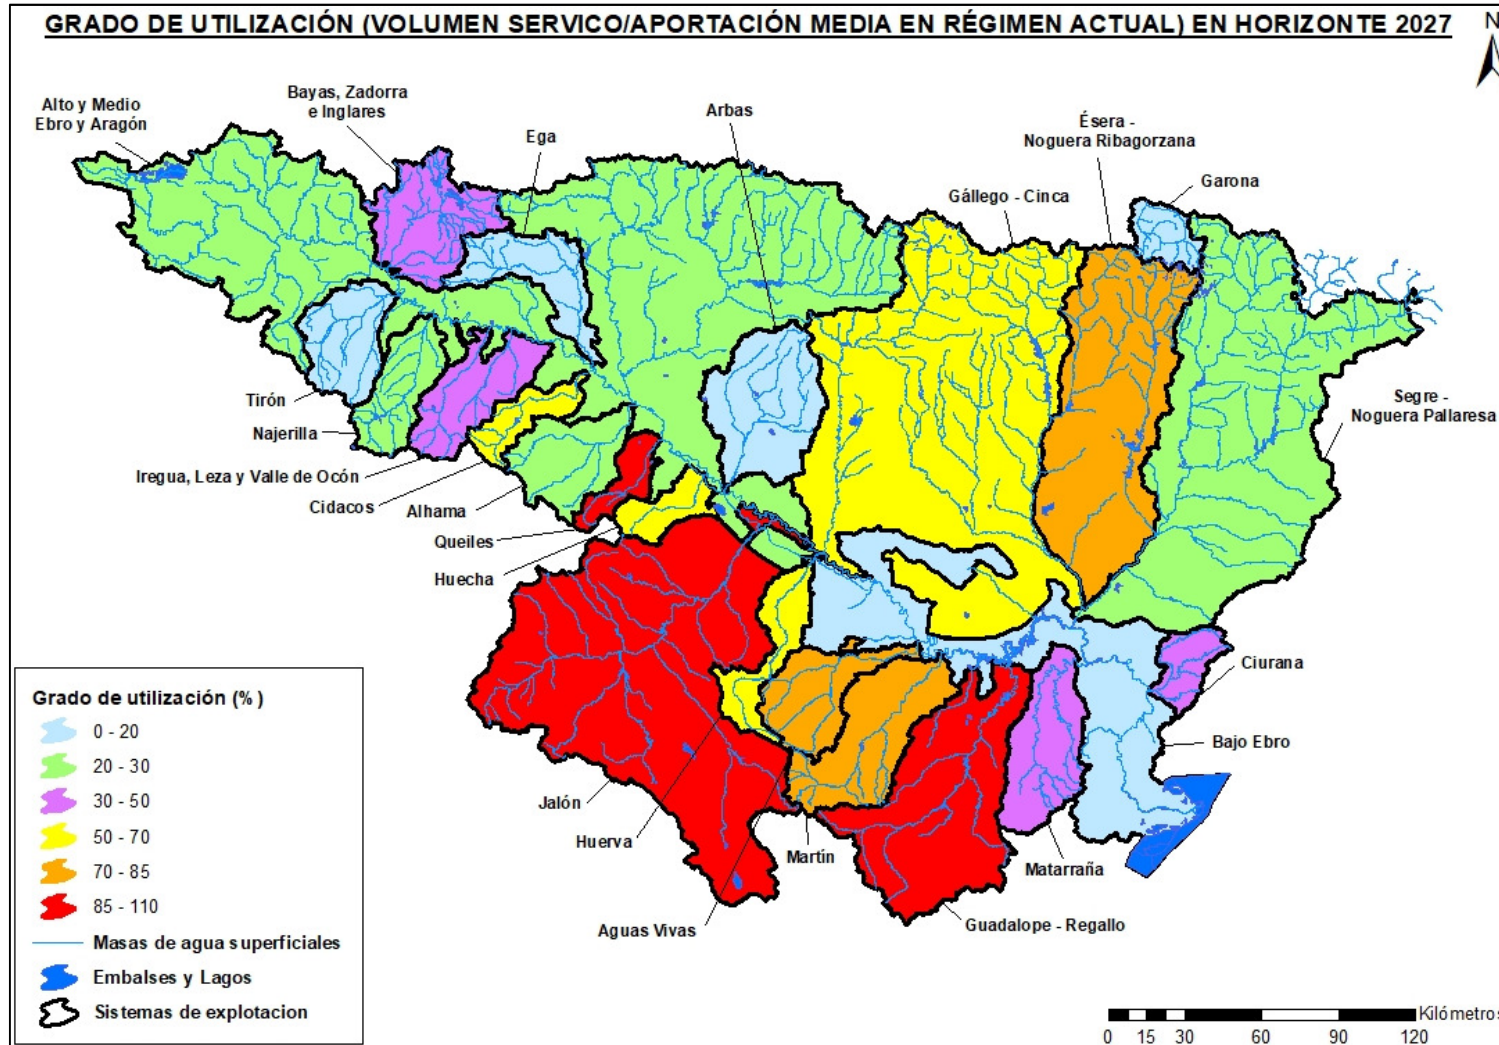 GRADO DE UTILIZACIÓN (VOLUMEN SERVICO/APORTACIÓN MEDIA EN RÉGIMEN ACTUAL) EN HORIZONTE 2027
N
Alto y Medio
Ebro y Aragón
Bayas, Zadorra
e Inglares
Ega
Arbas
Ésera -
Noguera Ribagorzana
Garona
Gállego - Cinca
Segre -
Noguera Pallaresa
Tirón
Najerilla
Iregua, Leza y Valle de Ocón
Cidacos
Alhama
Queiles
Huecha
Ciurana
Bajo Ebro
Jalón
Huerva
Martín
Matarraña
Aguas Vivas
Guadalope - Regallo
Grado de utilización (%)
0 - 20
20 - 30
30 - 50
50 - 70
70 - 85
85 - 110
Masas de agua superficiales
Embalses y Lagos
Sistemas de explotacion
Kilómetros
0 15 30 60 90 120